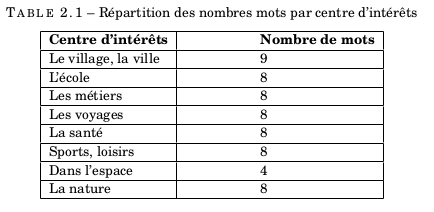 TABLE 2.1 – Répartition des nombres mots par centre d'intérêts
Centre d'intérêts Nombre de mots
Le village, la ville 9
L'école 8
Les métiers 8
Les voyages 8
La santé 8
Sports, loisirs 8
Dans l'espace 4
La nature 8